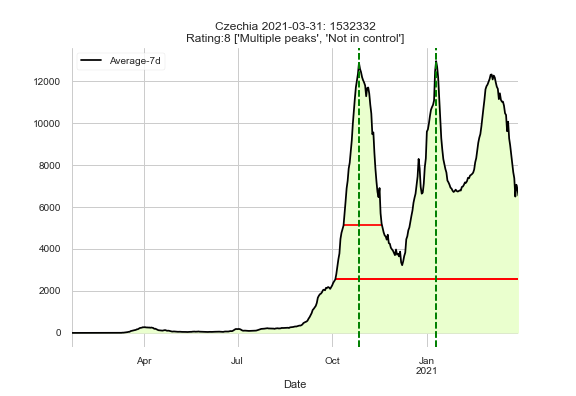 Czechia 2021-03-31: 1532332
Rating:8 ['Multiple peaks', 'Not in control']
Average-7d
12000
10000
8000
6000
4000
2000
0
Apr
Jul
Oct
Jan
2021
Date